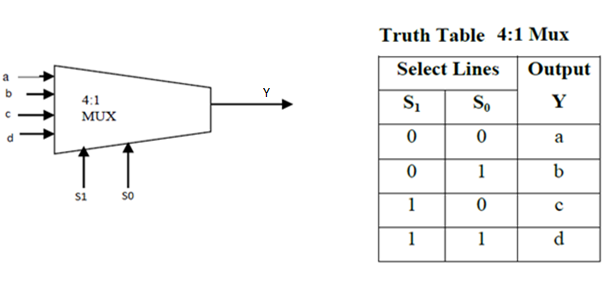 a
b
c
d
4:1
MUX
Y
S1
S0
Truth Table 4:1 Mux
Select Lines Output
S₁ S₀ Y
0 0 a
0 1 b
1 0 c
1 1 d